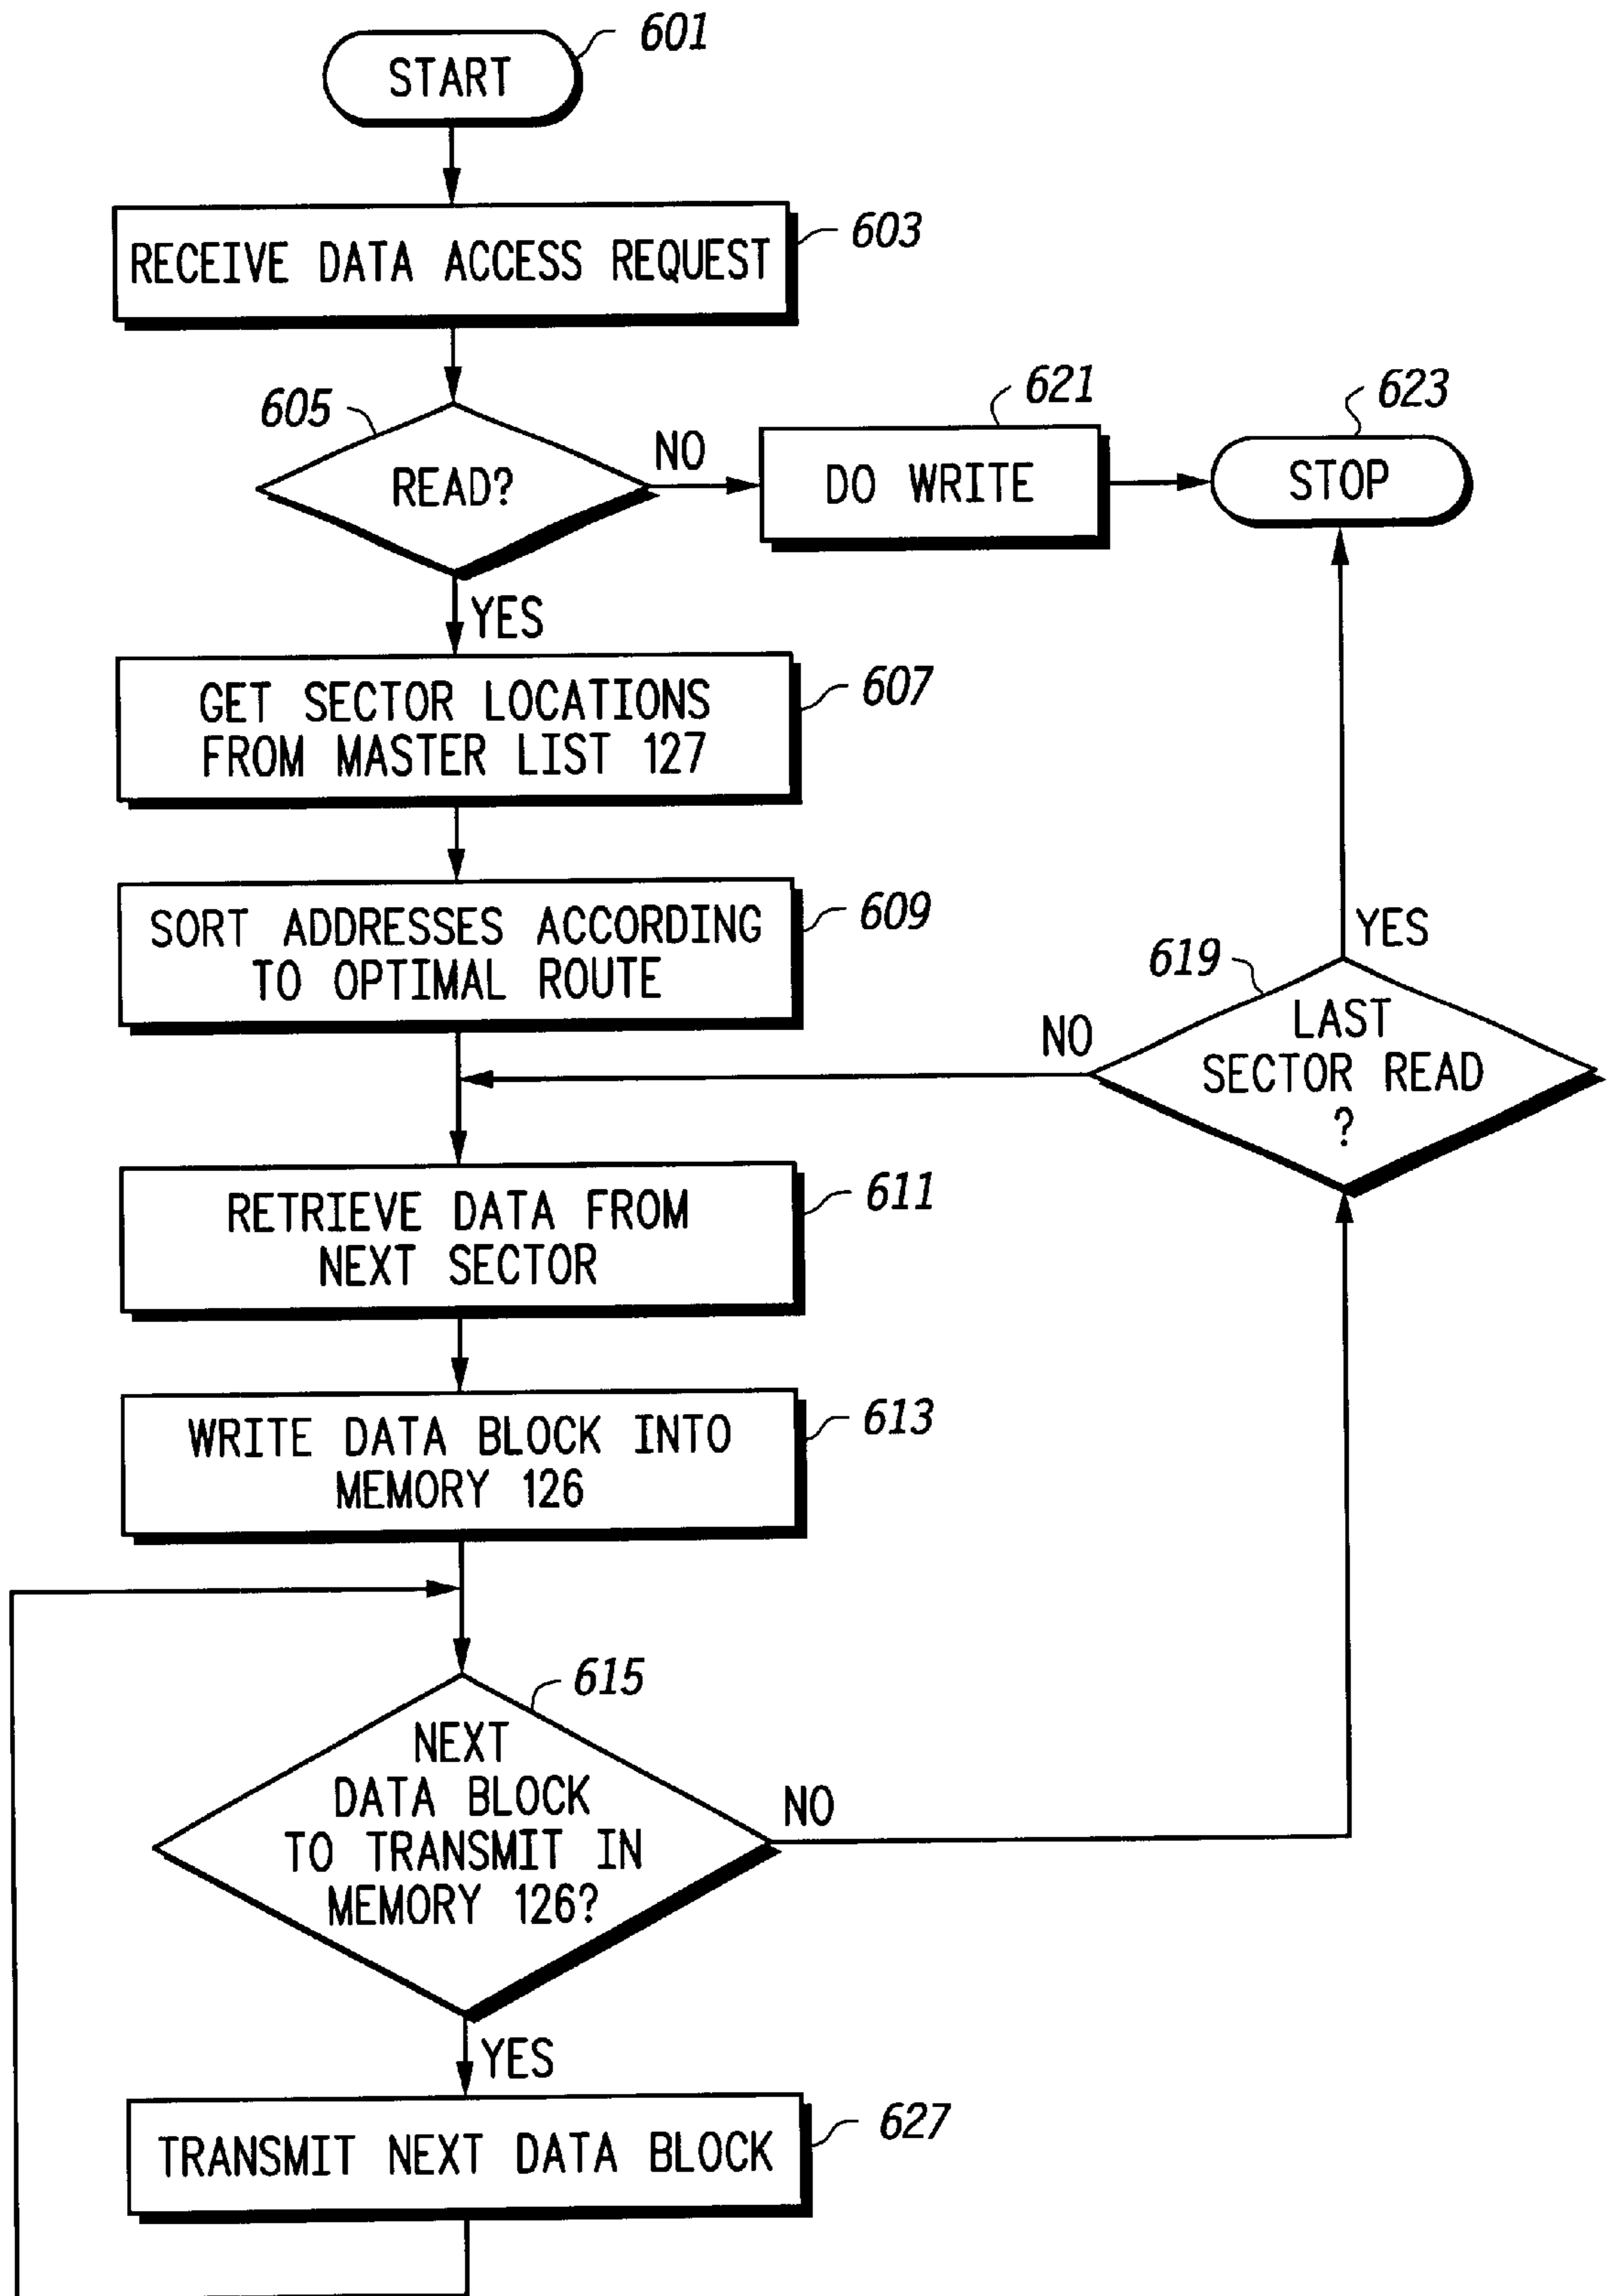 601
START
603
RECEIVE DATA ACCESS REQUEST
605
READ?
NO
621
DO WRITE
623
STOP
YES
607
GET SECTOR LOCATIONS
FROM MASTER LIST 127
609
SORT ADDRESSES ACCORDING
TO OPTIMAL ROUTE
YES
619
LAST
SECTOR READ
?
NO
611
RETRIEVE DATA FROM
NEXT SECTOR
613
WRITE DATA BLOCK INTO
MEMORY 126
615
NEXT
DATA BLOCK
TO TRANSMIT IN
MEMORY 126?
NO
YES
627
TRANSMIT NEXT DATA BLOCK